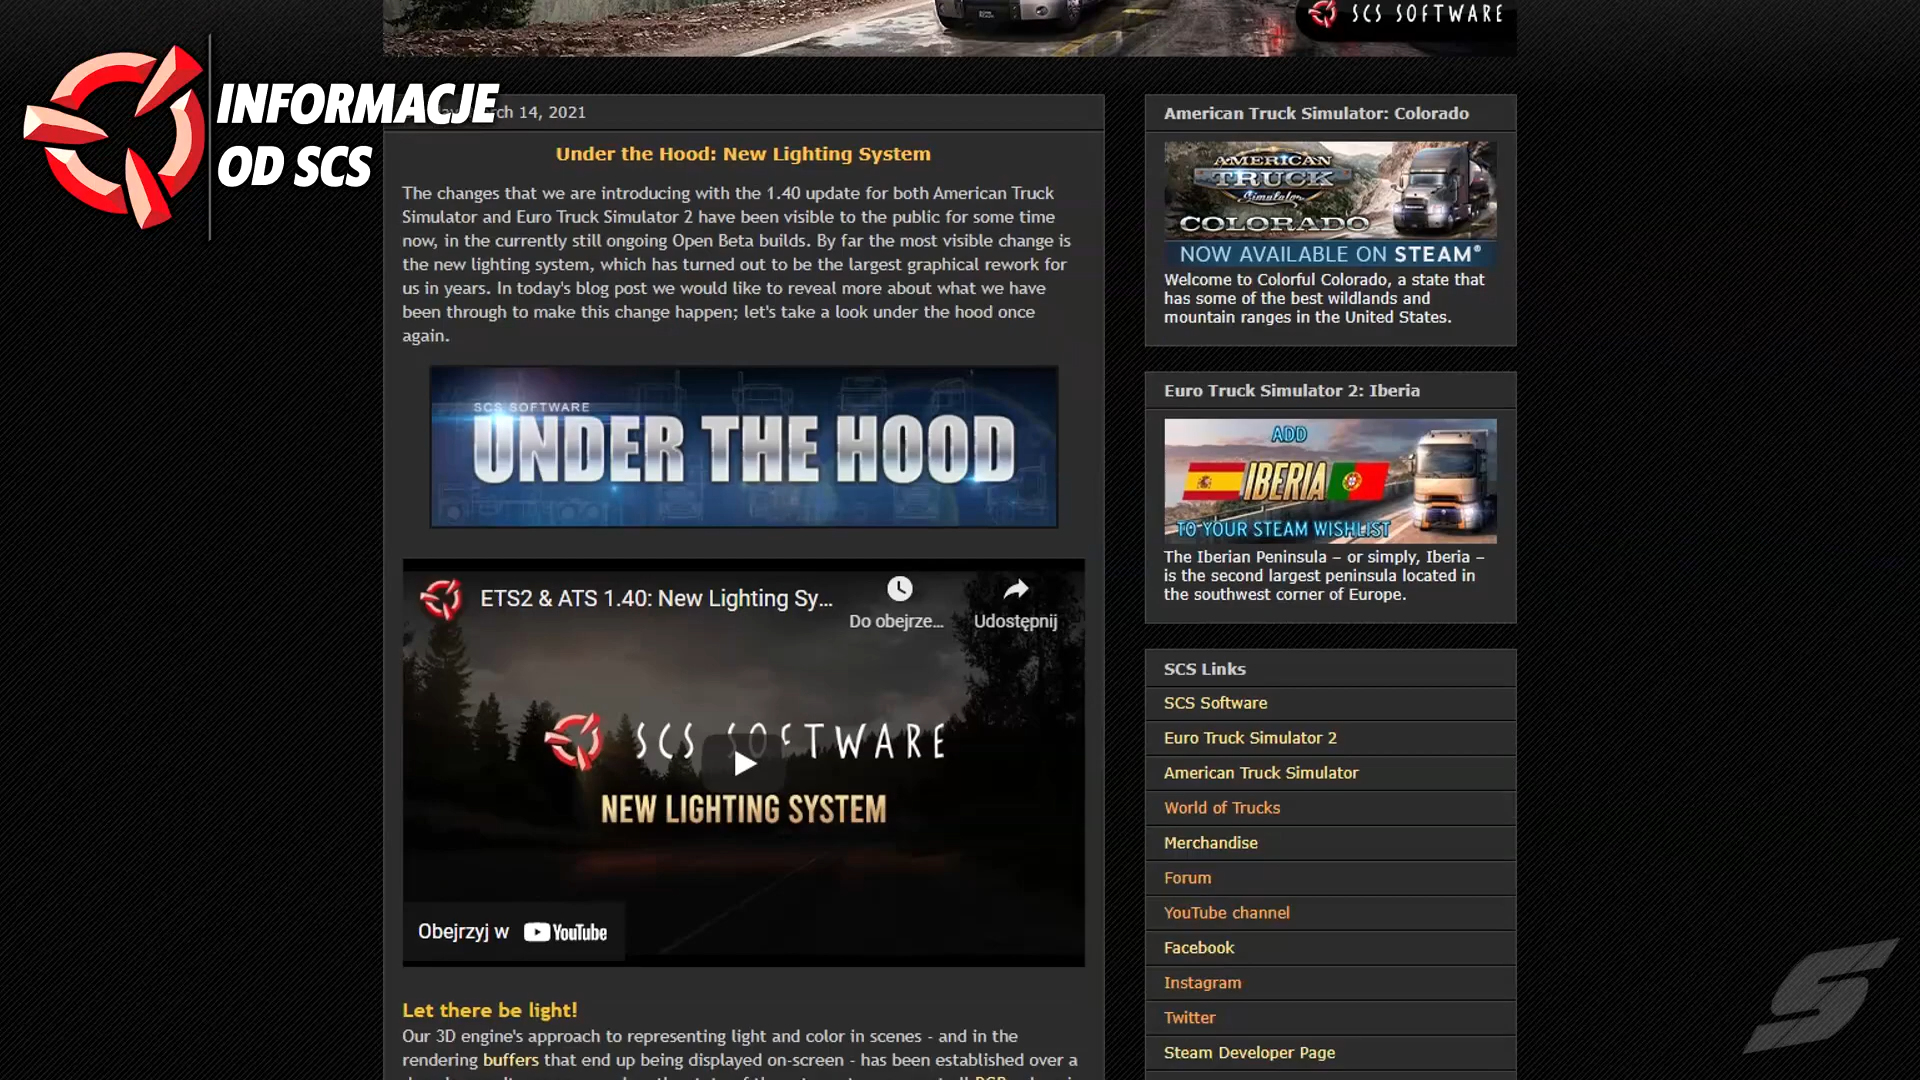 SCS SOFTWARE
INFORMACJE
OD SCS
rch 14, 2021
Under the Hood: New Lighting System
The changes that we are introducing with the 1.40 update for both American Truck
Simulator and Euro Truck Simulator 2 have been visible to the public for some time
now, in the currently still ongoing Open Beta builds. By far the most visible change is
the new lighting system, which has turned out to be the largest graphical rework for
us in years. In today's blog post we would like to reveal more about what we have
been through to make this change happen; let's take a look under the hood once
again.
SCS SOFTWARE
UNDER THE HOOD
ETS2 & ATS 1.40: New Lighting Sy...
Do obejrze...
Udostępnij
SCS SOFTWARE
NEW LIGHTING SYSTEM
Obejrzyj w YouTube
Let there be light!
Our 3D engine's approach to representing light and color in scenes - and in the
rendering buffers that end up being displayed on-screen - has been established over a
American Truck Simulator: Colorado
AMERICAN
TRUCK
Simulator
COLORADO
NOW AVAILABLE ON STEAM®
Welcome to Colorful Colorado, a state that
has some of the best wildlands and
mountain ranges in the United States.
Euro Truck Simulator 2: Iberia
ADD
IBERIA
TO YOUR STEAM WISHLIST
The Iberian Peninsula – or simply, Iberia –
is the second largest peninsula located in
the southwest corner of Europe.
SCS Links
SCS Software
Euro Truck Simulator 2
American Truck Simulator
World of Trucks
Merchandise
Forum
YouTube channel
Facebook
Instagram
Twitter
Steam Developer Page